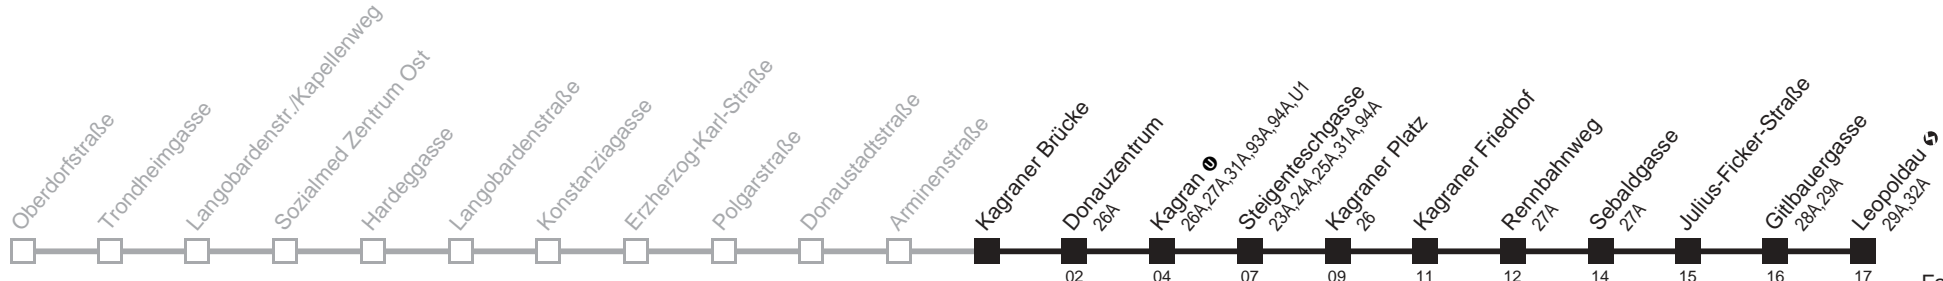 Oberdorfstraße
Trondheimgasse
Langobardenstr./Kapellenweg
Sozialmed Zentrum Ost
Hardeggasse
Langobardenstraße
Konstanziagasse
Erzherzog-Karl-Straße
Polgarstraße
Donaustadtstraße
Arminenstraße
Kagraner Brücke
Donauzentrum
26A
Kagran U
26A,27A,31A,93A,94A,U1
Steigenteschgasse
23A,24A,25A,31A,94A
Kagraner Platz
26
Kagraner Friedhof
Rennbahnweg
27A
Sebaldgasse
27A
Julius-Ficker-Straße
Gitlbauergasse
28A,29A
Leopoldau S
29A,32A
02 04 07 09 11 12 14 15 16 17